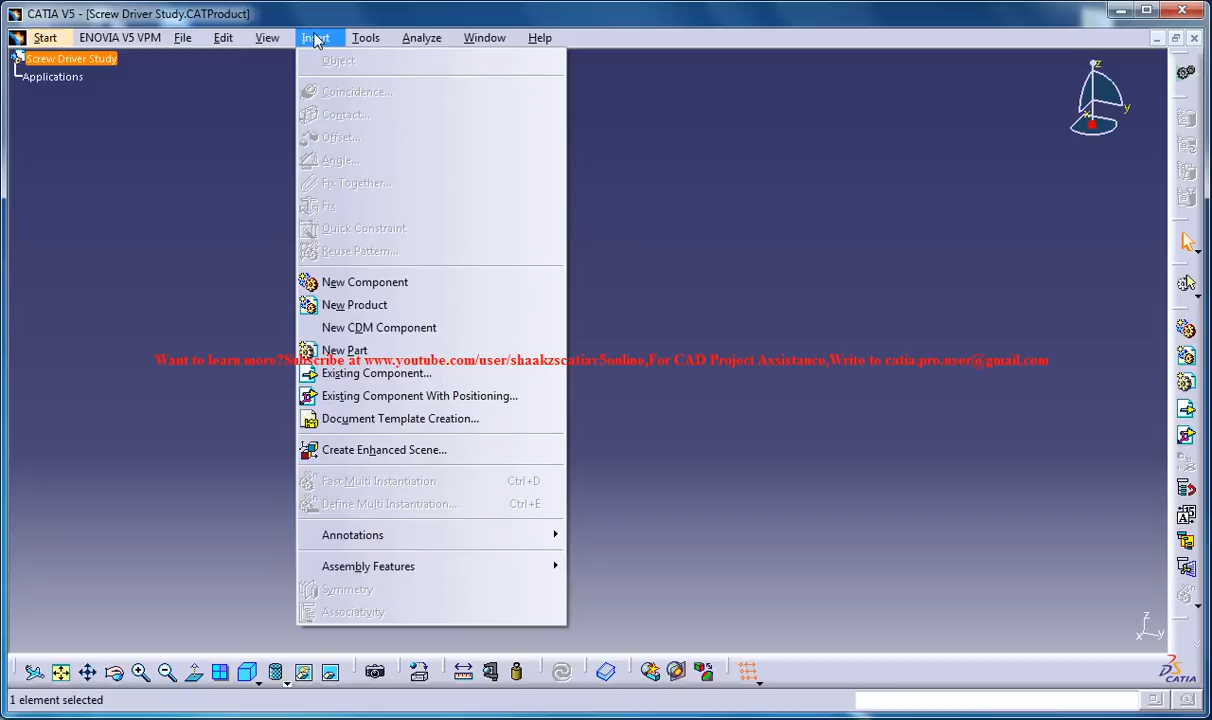 CATIA V5 - [Screw Driver Study.CATProduct]
Start ENOVIA V5 VPM File Edit View Insert Tools Analyze Window Help
Screw Driver Study
Applications
Object
Coincidence...
Contact...
Offset...
Angle...
Fix Together...
Fix
Quick Constraint
Reuse Pattern...
New Component
New Product
New CDM Component
New Part
Want to learn more?Subscribe at www.youtube.com/user/shaakzscatiav5online,For CAD Project Assistance,Write to catia.pro.user@gmail.com
Existing Component...
Existing Component With Positioning...
Document Template Creation...
Create Enhanced Scene...
Fast Multi Instantiation Ctrl+D
Define Multi Instantiation... Ctrl+E
Annotations
Assembly Features
Symmetry
Associativity
z
y
x
z
x y
CATIA
1 element selected